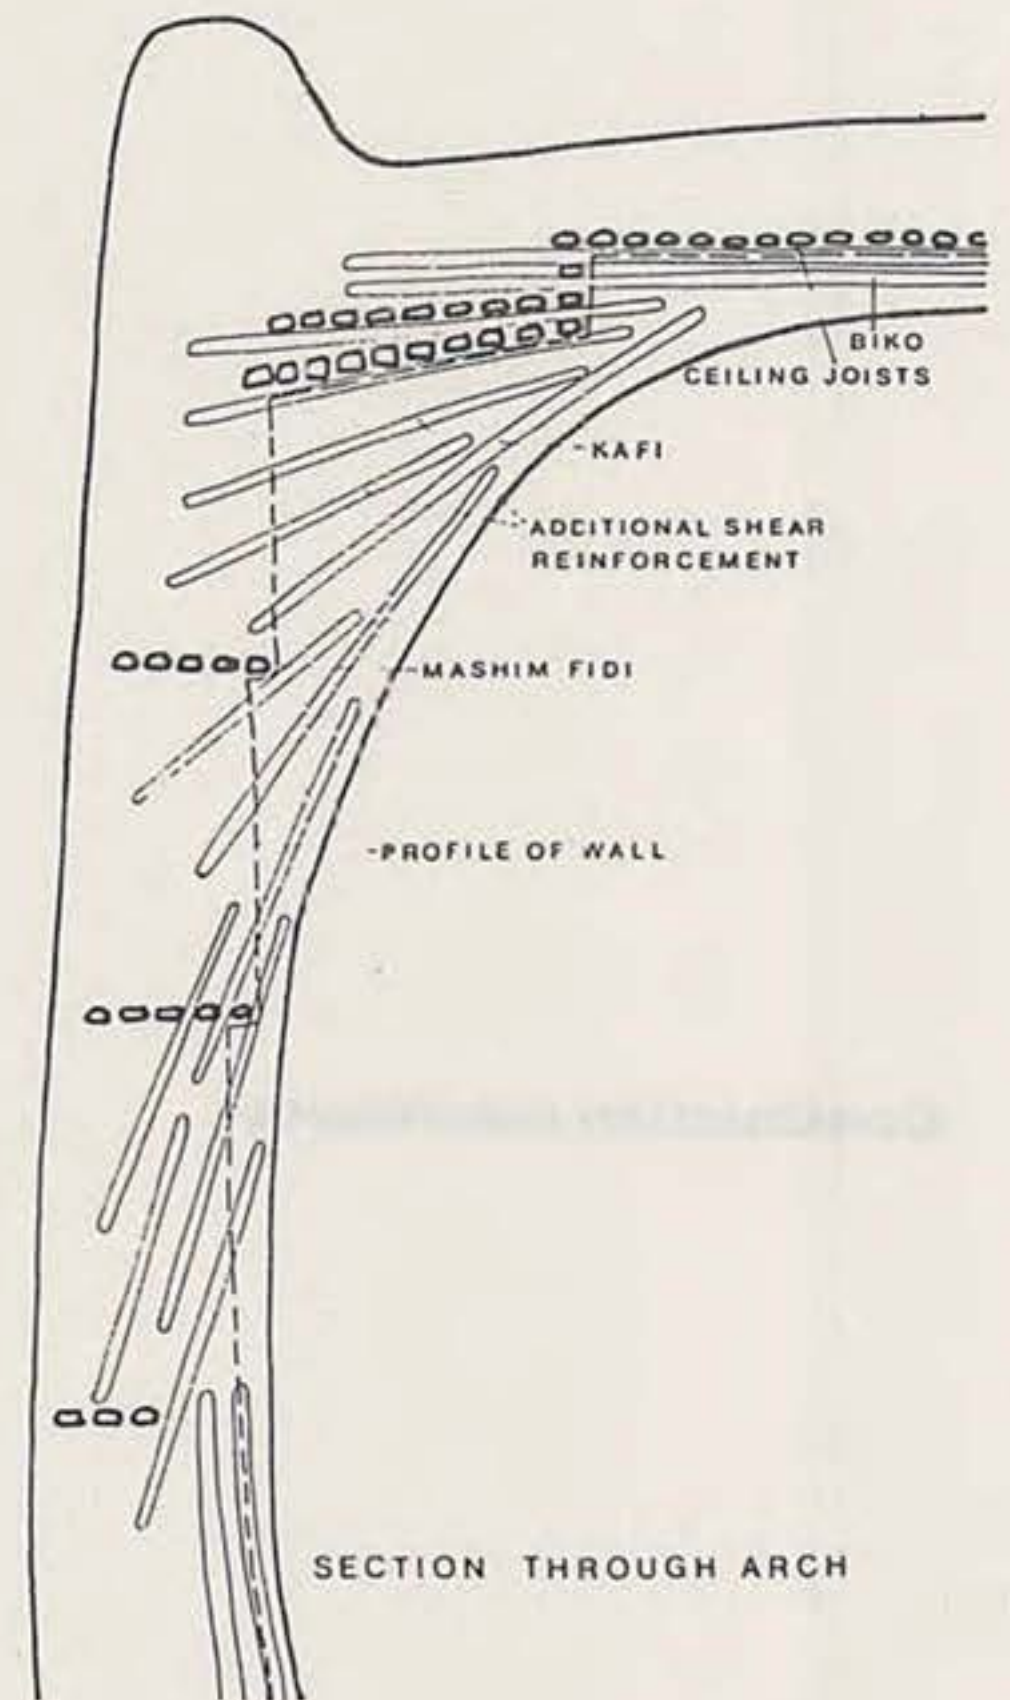 BIKO
CEILING JOISTS
KAFI
ADDITIONAL SHEAR
REINFORCEMENT
MASHIM FIDI
PROFILE OF WALL
SECTION THROUGH ARCH